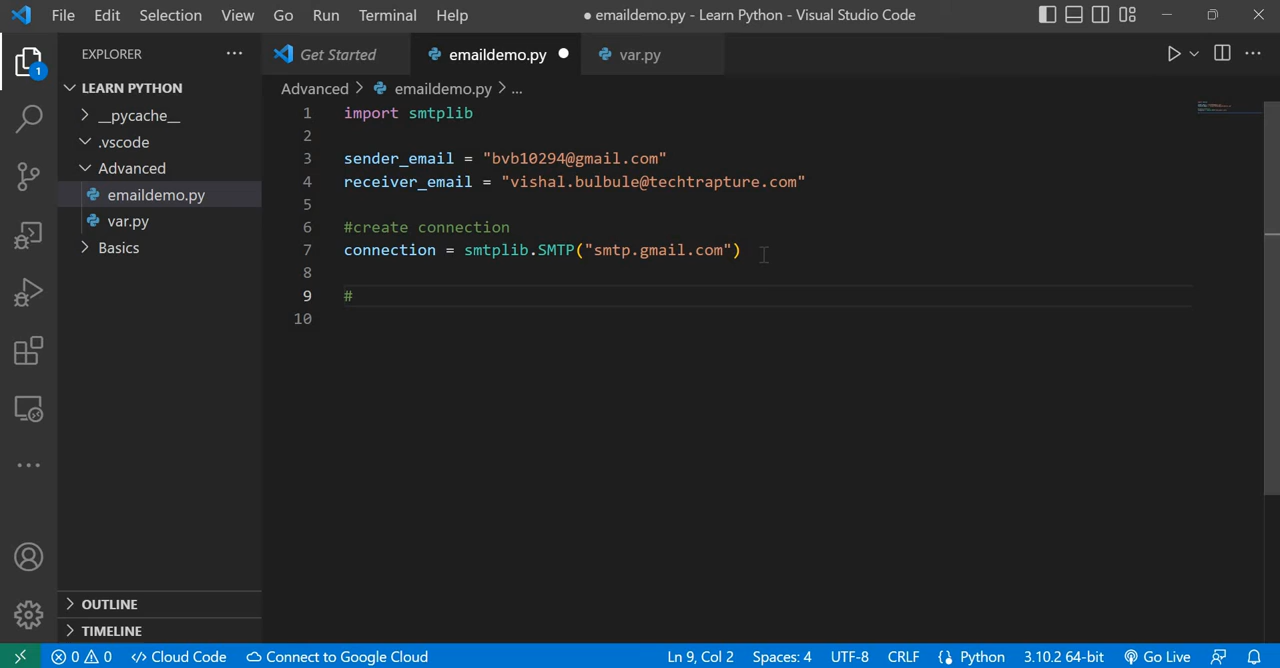 File Edit Selection View Go Run Terminal Help
● emaildemo.py - Learn Python - Visual Studio Code
EXPLORER
1
LEARN PYTHON
__pycache__
.vscode
Advanced
emaildemo.py
var.py
Basics
OUTLINE
TIMELINE
Get Started emaildemo.py ● var.py
Advanced > emaildemo.py > ...
1 import smtplib
2
3 sender_email = "bvb10294@gmail.com"
4 receiver_email = "vishal.bulbule@techtrapture.com"
5
6 #create connection
7 connection = smtplib.SMTP("smtp.gmail.com")
8
9 #
10
0 0 Cloud Code Connect to Google Cloud Ln 9, Col 2 Spaces: 4 UTF-8 CRLF Python 3.10.2 64-bit Go Live